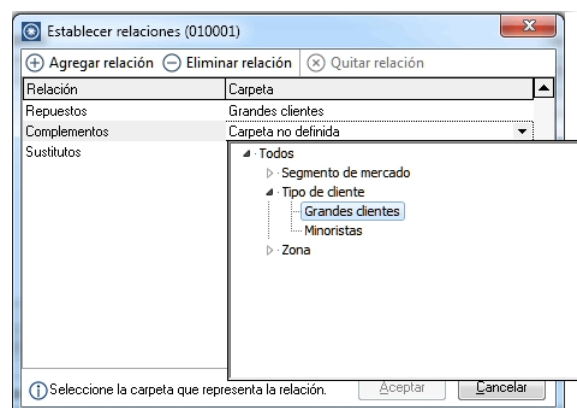 Establecer relaciones (010001)
Agregar relación Eliminar relación Quitar relación
Relación Carpeta
Repuestos Grandes clientes
Complementos Carpeta no definida
Sustitutos
Todos
Segmento de mercado
Tipo de cliente
Grandes clientes
Minoristas
Zona
Seleccione la carpeta que representa la relación. Aceptar Cancelar